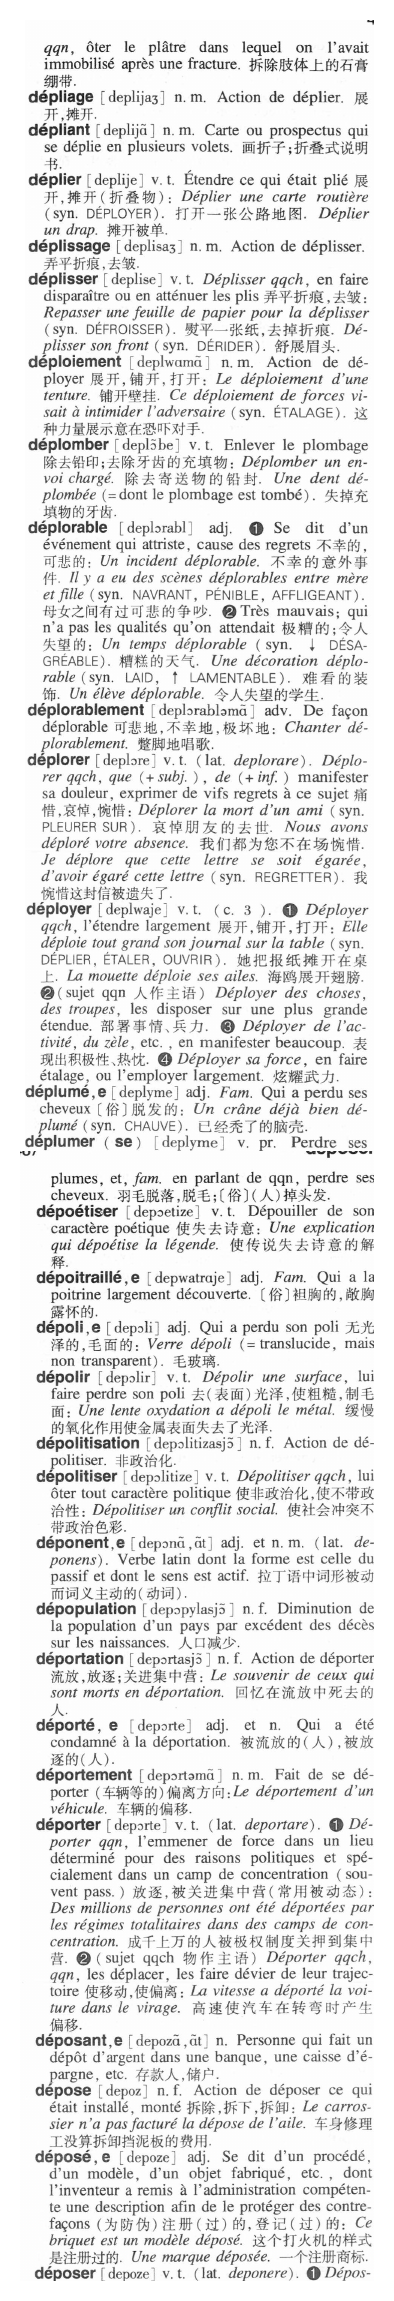 qqn, ôter le plâtre dans lequel on l'avait
immobilisé après une fracture. 拆除肢体上的石膏
绷带.
dépliage [deplijaʒ] n. m. Action de déplier. 展
开,摊开.
dépliant [deplijɑ̃] n. m. Carte ou prospectus qui
se déplie en plusieurs volets. 画折子;折叠式说明
书.
déplier [deplije] v. t. Étendre ce qui était plié 展
开,摊开(折叠物): Déplier une carte routière
(syn. DÉPLOYER). 打开一张公路地图. Déplier
un drap. 摊开被单.
déplissage [deplisaʒ] n. m. Action de déplisser.
弄平折痕,去皱.
déplisser [deplise] v. t. Déplisser qqch, en faire
disparaître ou en atténuer les plis 弄平折痕,去皱:
Repasser une feuille de papier pour la déplisser
(syn. DÉFROISSER). 熨平一张纸,去掉折痕. Dé-
plisser son front (syn. DÉRIDER). 舒展眉头.
déploiement [deplwamɑ̃] n. m. Action de dé-
ployer 展开,铺开,打开: Le déploiement d'une
tenture. 铺开壁挂. Ce déploiement de forces vi-
sait à intimider l'adversaire (syn. ÉTALAGE). 这
种力量展示意在恐吓对手.
déplomber [deplɔ̃be] v. t. Enlever le plombage
除去铅印;去除牙齿的充填物: Déplomber un en-
voi chargé. 除去寄送物的铅封. Une dent dé-
plombée (=dont le plombage est tombé). 失掉充
填物的牙齿.
déplorable [deplɔrabl] adj. ❶ Se dit d'un
événement qui attriste, cause des regrets 不幸的,
可悲的: Un incident déplorable. 不幸的意外事
件. Il y a eu des scènes déplorables entre mère
et fille (syn. NAVRANT, PÉNIBLE, AFFLIGEANT).
母女之间有过可悲的争吵. ❷ Très mauvais; qui
n'a pas les qualités qu'on attendait 极糟的;令人
失望的: Un temps déplorable (syn. ↓ DÉSA-
GRÉABLE). 糟糕的天气. Une décoration déplo-
rable (syn. LAID, ↑ LAMENTABLE). 难看的装
饰. Un élève déplorable. 令人失望的学生.
déplorablement [deplɔrabləmɑ̃] adv. De façon
déplorable 可悲地,不幸地,极坏地: Chanter dé-
plorablement. 蹩脚地唱歌.
déplorer [deplɔre] v. t. (lat. deplorare). Déplo-
rer qqch, que (+subj.), de (+inf.) manifester
sa douleur, exprimer de vifs regrets à ce sujet 痛
惜,哀悼,惋惜: Déplorer la mort d'un ami (syn.
PLEURER SUR). 哀悼朋友的去世. Nous avons
déploré votre absence. 我们都为您不在场惋惜.
Je déplore que cette lettre se soit égarée,
d'avoir égaré cette lettre (syn. REGRETTER). 我
惋惜这封信被遗失了.
déployer [deplwaje] v. t. (c. 3). ❶ Déployer
qqch, l'étendre largement 展开,铺开,打开: Elle
déploie tout grand son journal sur la table (syn.
DÉPLIER, ÉTALER, OUVRIR). 她把报纸摊开在桌
上. La mouette déploie ses ailes. 海鸥展开翅膀.
❷(sujet qqn 人作主语) Déployer des choses,
des troupes, les disposer sur une plus grande
étendue. 部署事情、兵力. ❸ Déployer de l'ac-
tivité, du zèle, etc., en manifester beaucoup. 表
现出积极性、热忱. ❹ Déployer sa force, en faire
étalage, ou l'employer largement. 炫耀武力.
déplumé,e [deplyme] adj. Fam. Qui a perdu ses
cheveux [俗] 脱发的: Un crâne déjà bien dé-
plumé (syn. CHAUVE). 已经秃了的脑壳.
déplumer ( se ) [deplyme] v. pr. Perdre ses
plumes, et, fam. en parlant de qqn, perdre ses
cheveux. 羽毛脱落,脱毛;[俗](人)掉头发.
dépoétiser [depɔetize] v. t. Dépouiller de son
caractère poétique 使失去诗意: Une explication
qui dépoétise la légende. 使传说失去诗意的解
释.
dépoitraillé,e [depwatraje] adj. Fam. Qui a la
poitrine largement découverte. [俗]袒胸的,敞胸
露怀的.
dépoli,e [depɔli] adj. Qui a perdu son poli 无光
泽的,毛面的: Verre dépoli (= translucide, mais
non transparent). 毛玻璃.
dépolir [depɔlir] v. t. Dépolir une surface, lui
faire perdre son poli 去(表面)光泽,使粗糙,制毛
面: Une lente oxydation a dépoli le métal. 缓慢
的氧化作用使金属表面失去了光泽.
dépolitisation [depɔlitizasjɔ̃] n. f. Action de dé-
politiser. 非政治化.
dépolitiser [depɔlitize] v. t. Dépolitiser qqch, lui
ôter tout caractère politique 使非政治化,使不带政
治性: Dépolitiser un conflit social. 使社会冲突不
带政治色彩.
déponent,e [depɔnɑ̃,ɑ̃t] adj. et n. m. (lat. de-
ponens). Verbe latin dont la forme est celle du
passif et dont le sens est actif. 拉丁语中词形被动
而词义主动的(动词).
dépopulation [depɔpylasjɔ̃] n. f. Diminution de
la population d'un pays par excédent des décès
sur les naissances. 人口减少.
déportation [depɔrtasjɔ̃] n. f. Action de déporter
流放,放逐;关进集中营: Le souvenir de ceux qui
sont morts en déportation. 回忆在流放中死去的
人.
déporté, e [depɔrte] adj. et n. Qui a été
condamné à la déportation. 被流放的(人),被放
逐的(人).
déportement [depɔrtəmɑ̃] n. m. Fait de se dé-
porter (车辆等的)偏离方向:Le déportement d'un
véhicule. 车辆的偏移.
déporter [depɔrte] v. t. (lat. deportare). ❶ Dé-
porter qqn, l'emmener de force dans un lieu
déterminé pour des raisons politiques et spé-
cialement dans un camp de concentration (sou-
vent pass.) 放逐,被关进集中营(常用被动态):
Des millions de personnes ont été déportées par
les régimes totalitaires dans des camps de con-
centration. 成千上万的人被极权制度关押到集中
营. ❷ (sujet qqch 物作主语) Déporter qqch,
qqn, les déplacer, les faire dévier de leur trajec-
toire 使移动,使偏离: La vitesse a déporté la voi-
ture dans le virage. 高速使汽车在转弯时产生
偏移.
déposant,e [depozɑ̃,ɑ̃t] n. Personne qui fait un
dépôt d'argent dans une banque, une caisse d'é-
pargne, etc. 存款人,储户.
dépose [depoz] n. f. Action de déposer ce qui
était installé, monté 拆除,拆下,拆卸: Le carros-
sier n'a pas facturé la dépose de l'aile. 车身修理
工没算拆卸挡泥板的费用.
déposé, e [depoze] adj. Se dit d'un procédé,
d'un modèle, d'un objet fabriqué, etc., dont
l'inventeur a remis à l'administration compéten-
te une description afin de le protéger des contre-
façons (为防伪)注册(过)的,登记(过)的: Ce
briquet est un modèle déposé. 这个打火机的样式
是注册过的. Une marque déposée. 一个注册商标.
déposer [depoze] v. t. (lat. deponere). ❶ Dépos-